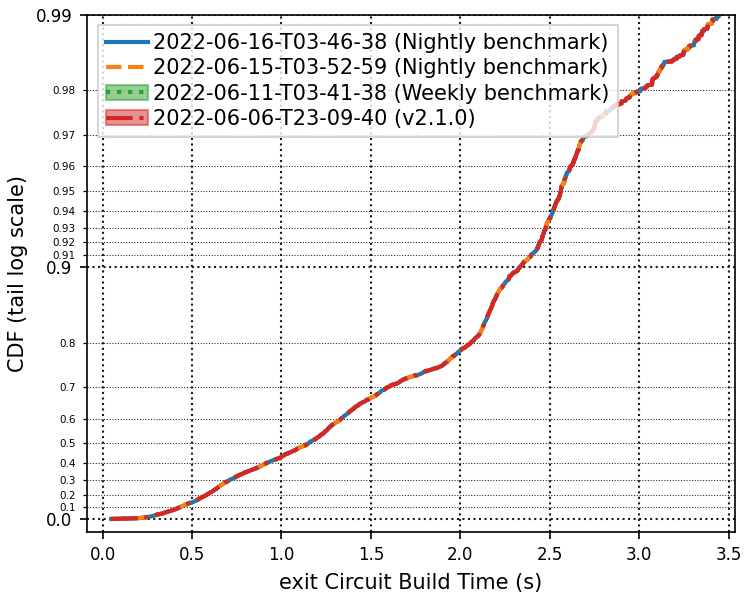 0.99
2022-06-16-T03-46-38 (Nightly benchmark)
2022-06-15-T03-52-59 (Nightly benchmark)
2022-06-11-T03-41-38 (Weekly benchmark)
2022-06-06-T23-09-40 (v2.1.0)
0.98
0.97
0.96
0.95
0.94
0.93
0.92
0.91
0.9
0.8
0.7
0.6
0.5
0.4
0.3
0.2
0.1
0.0
CDF (tail log scale)
0.0 0.5 1.0 1.5 2.0 2.5 3.0 3.5
exit Circuit Build Time (s)